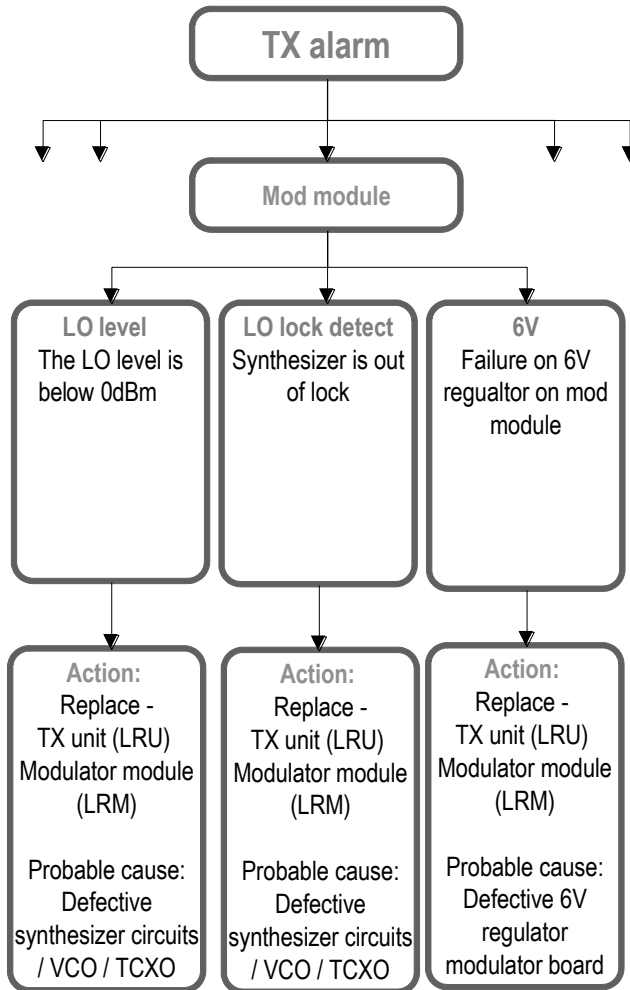 TX alarm
Mod module
LO level
The LO level is
below 0dBm
LO lock detect
Synthesizer is out
of lock
6V
Failure on 6V
regualtor on mod
module
Action:
Replace -
TX unit (LRU)
Modulator module
(LRM)
Probable cause:
Defective
synthesizer circuits
/ VCO / TCXO
Action:
Replace -
TX unit (LRU)
Modulator module
(LRM)
Probable cause:
Defective
synthesizer circuits
/ VCO / TCXO
Action:
Replace -
TX unit (LRU)
Modulator module
(LRM)
Probable cause:
Defective 6V
regulator
modulator board